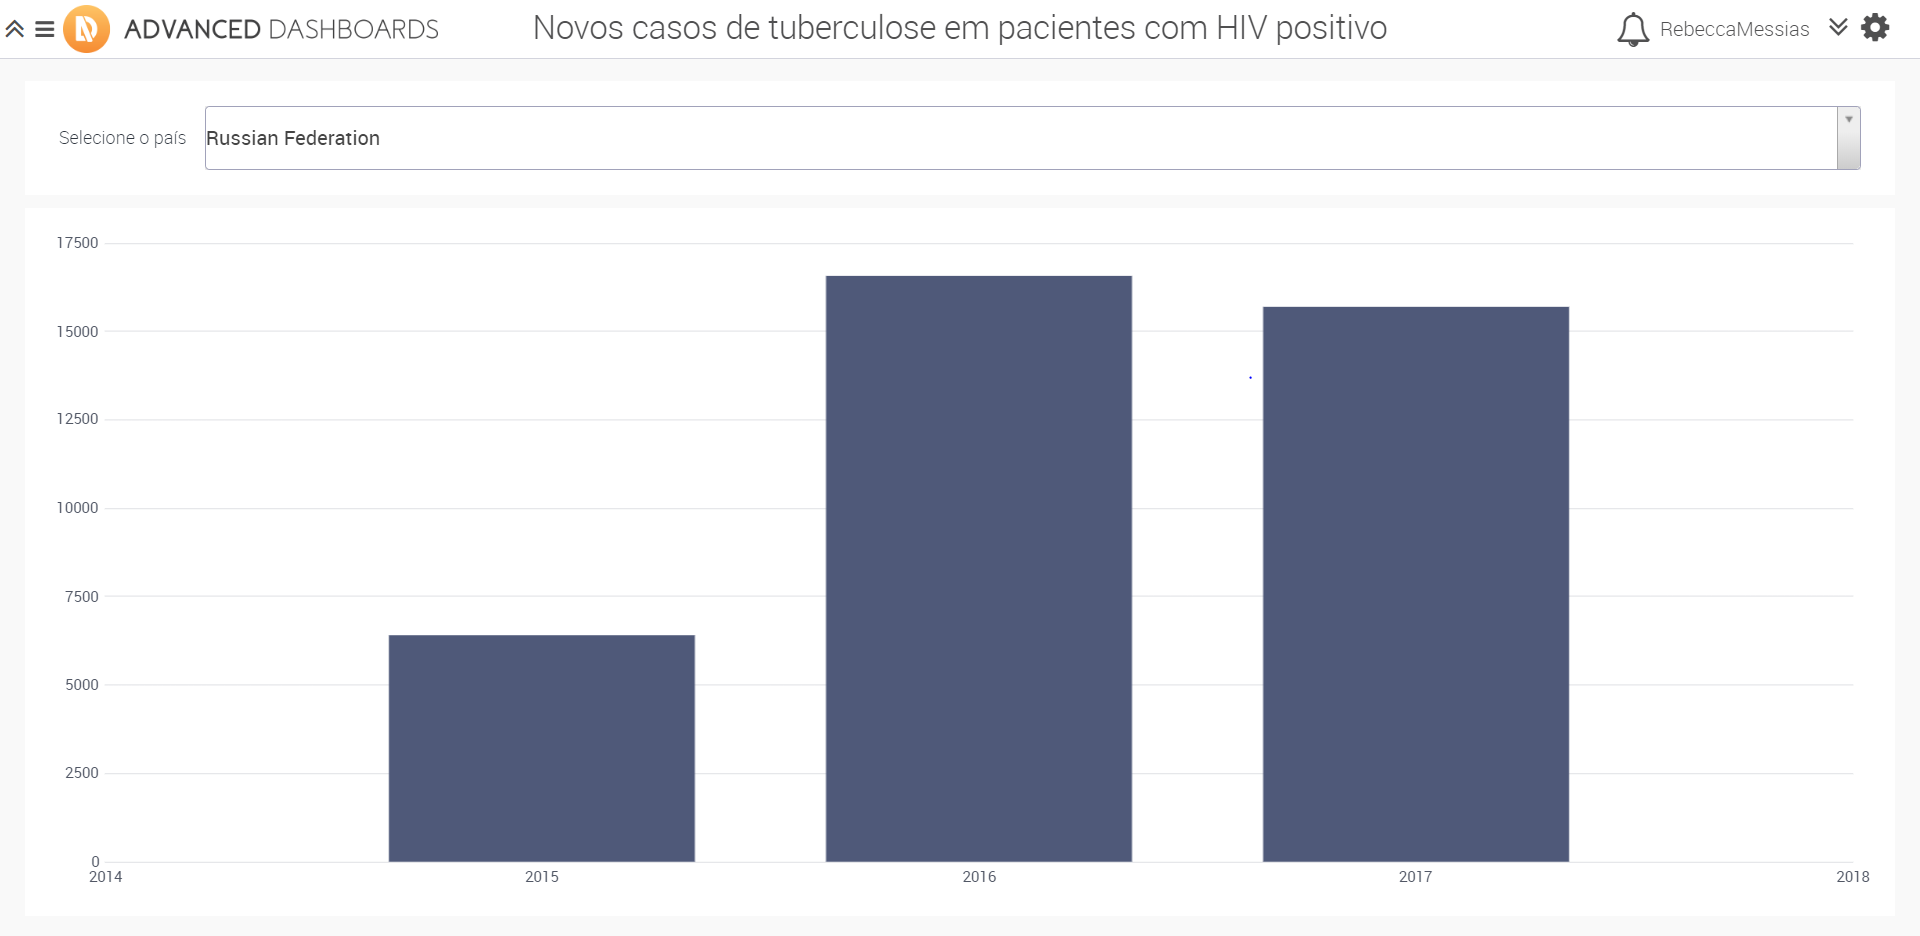 ADVANCED DASHBOARDS
Novos casos de tuberculose em pacientes com HIV positivo
RebeccaMessias
Selecione o país
Russian Federation
17500
15000
12500
10000
7500
5000
2500
0
2014 2015 2016 2017 2018